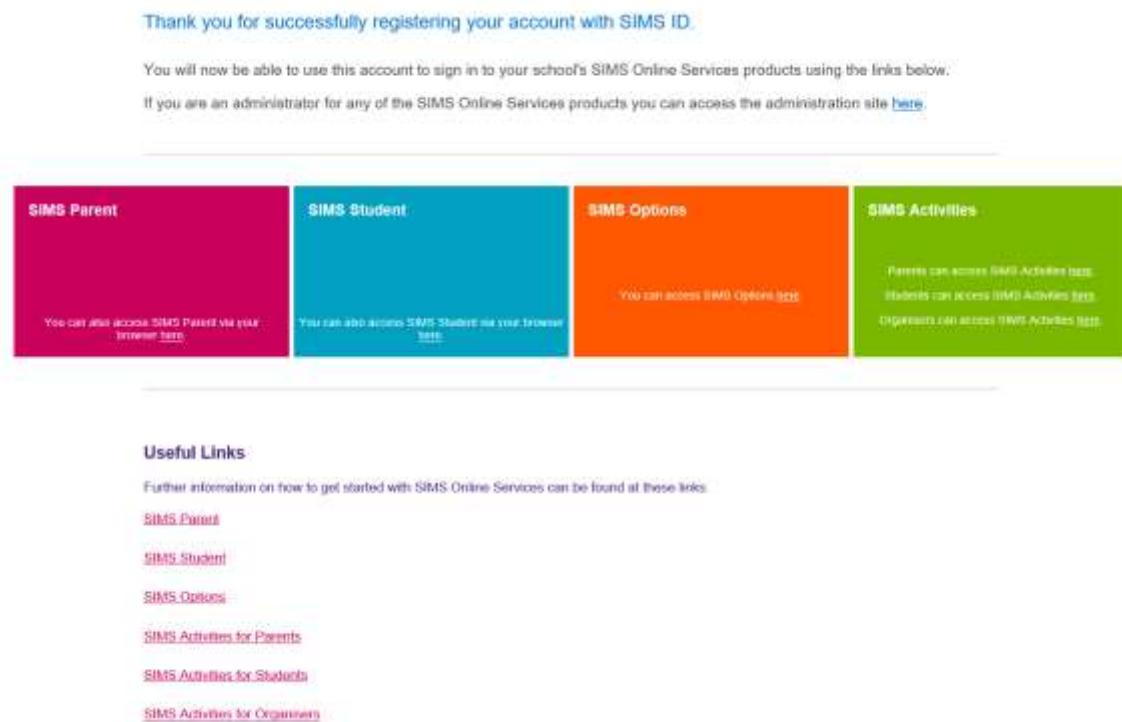 Thank you for successfully registering your account with SIMS ID.
You will now be able to use this account to sign in to your school's SIMS Online Services products using the links below.
If you are an administrator for any of the SIMS Online Services products you can access the administration site here.
SIMS Parent
You can also access SIMS Parent via your
browser here.
SIMS Student
You can also access SIMS Student via your browser
here.
SIMS Options
You can access SIMS Options here.
SIMS Activities
Parents can access SIMS Activities here.
Students can access SIMS Activities here.
Organisers can access SIMS Activities here.
Useful Links
Further information on how to get started with SIMS Online Services can be found at these links:
SIMS Parent
SIMS Student
SIMS Options
SIMS Activities for Parents
SIMS Activities for Students
SIMS Activities for Organisers